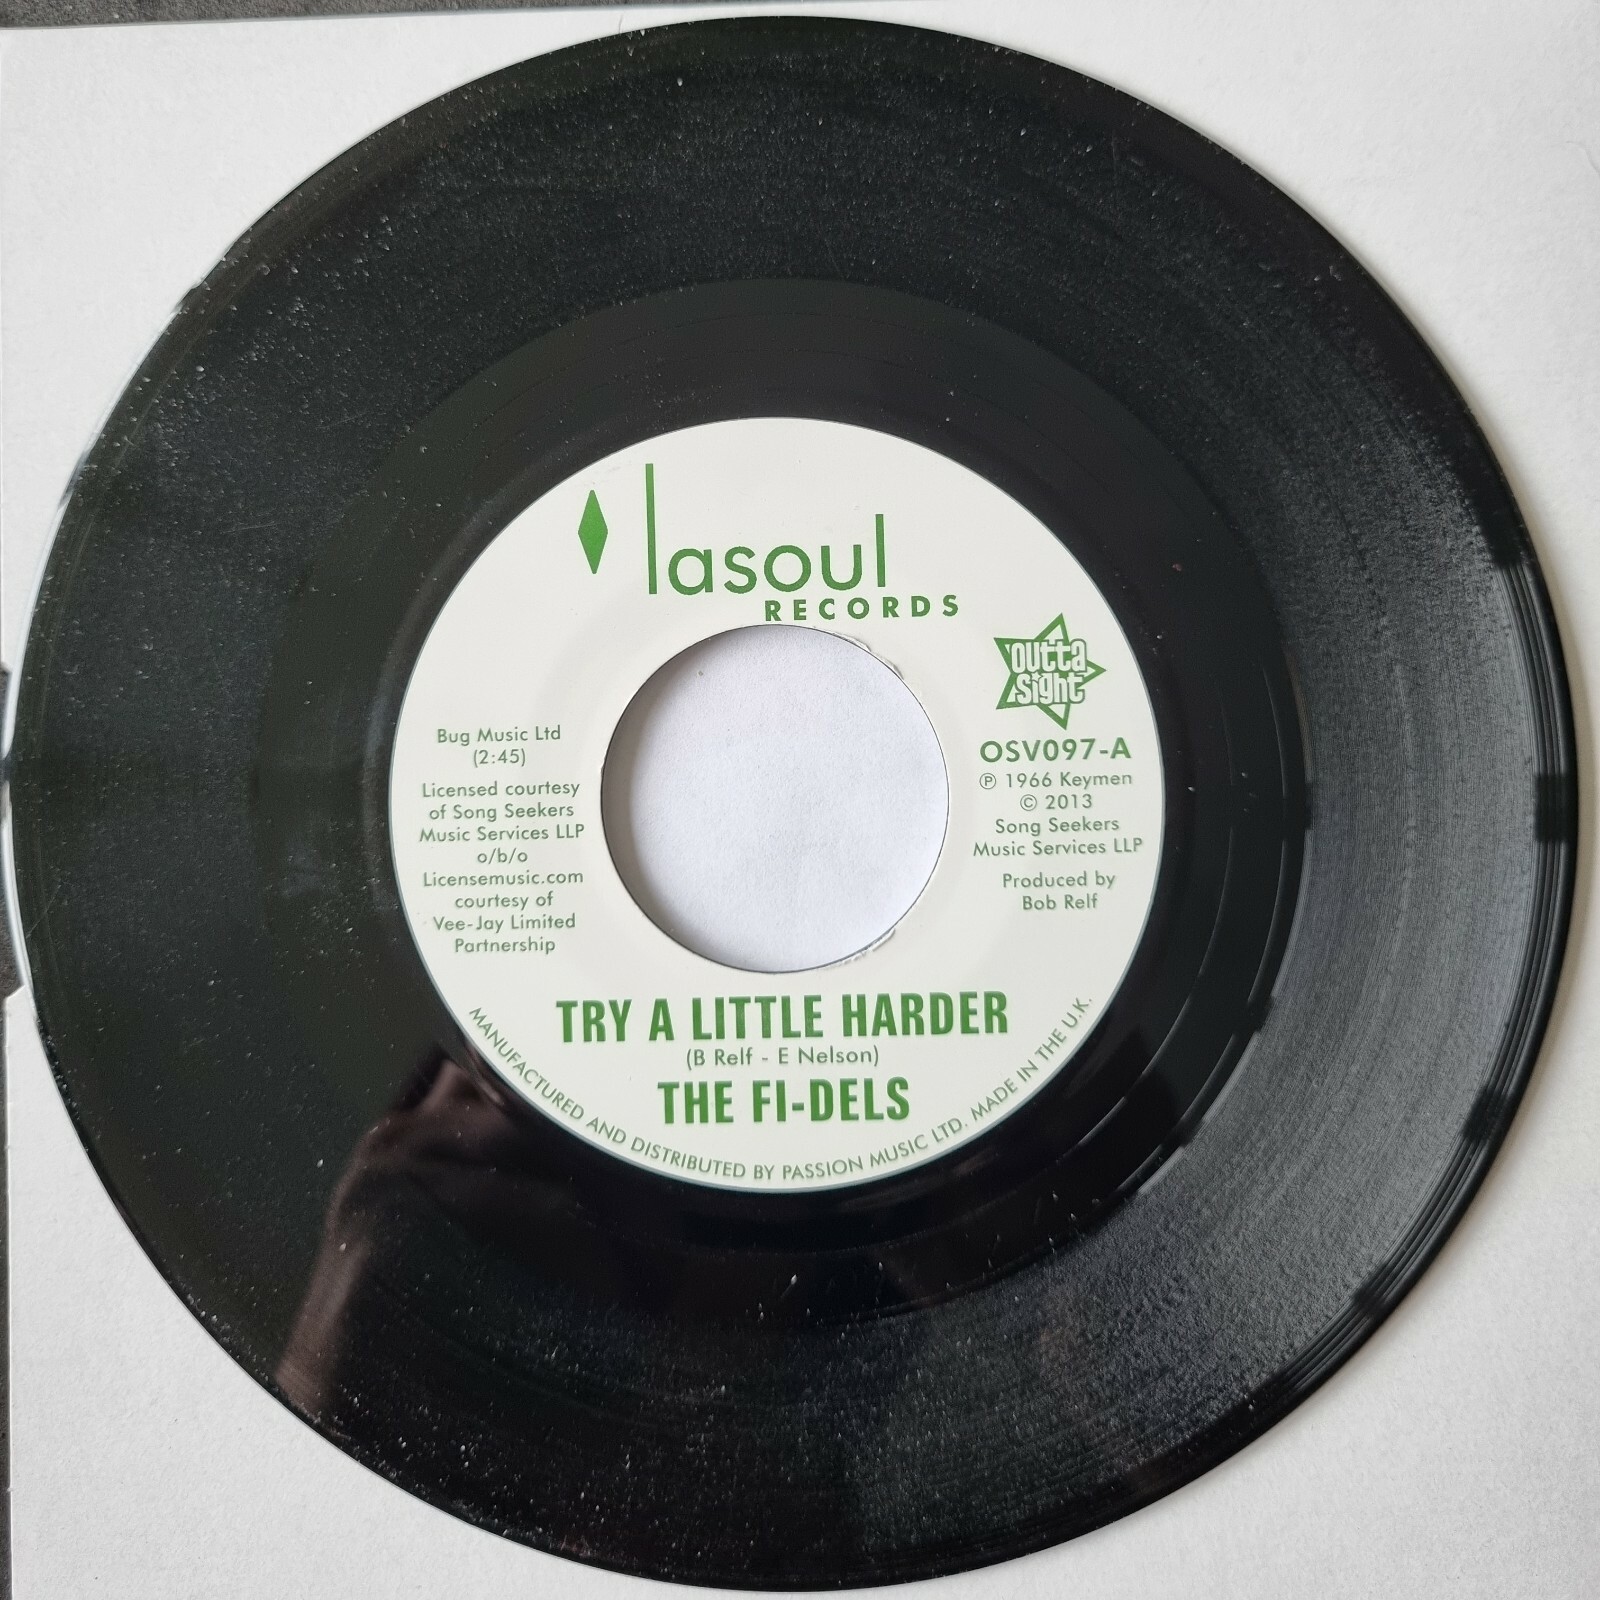 lasoul
RECORDS
outta
sight
OSV097-A
℗ 1966 Keymen
© 2013
Song Seekers
Music Services LLP
Produced by
Bob Relf
Bug Music Ltd
(2:45)
Licensed courtesy
of Song Seekers
Music Services LLP
o/b/o
Licensemusic.com
courtesy of
Vee-Jay Limited
Partnership
TRY A LITTLE HARDER
(B Relf - E Nelson)
THE FI-DELS
MANUFACTURED AND DISTRIBUTED BY PASSION MUSIC LTD. MADE IN THE U.K.